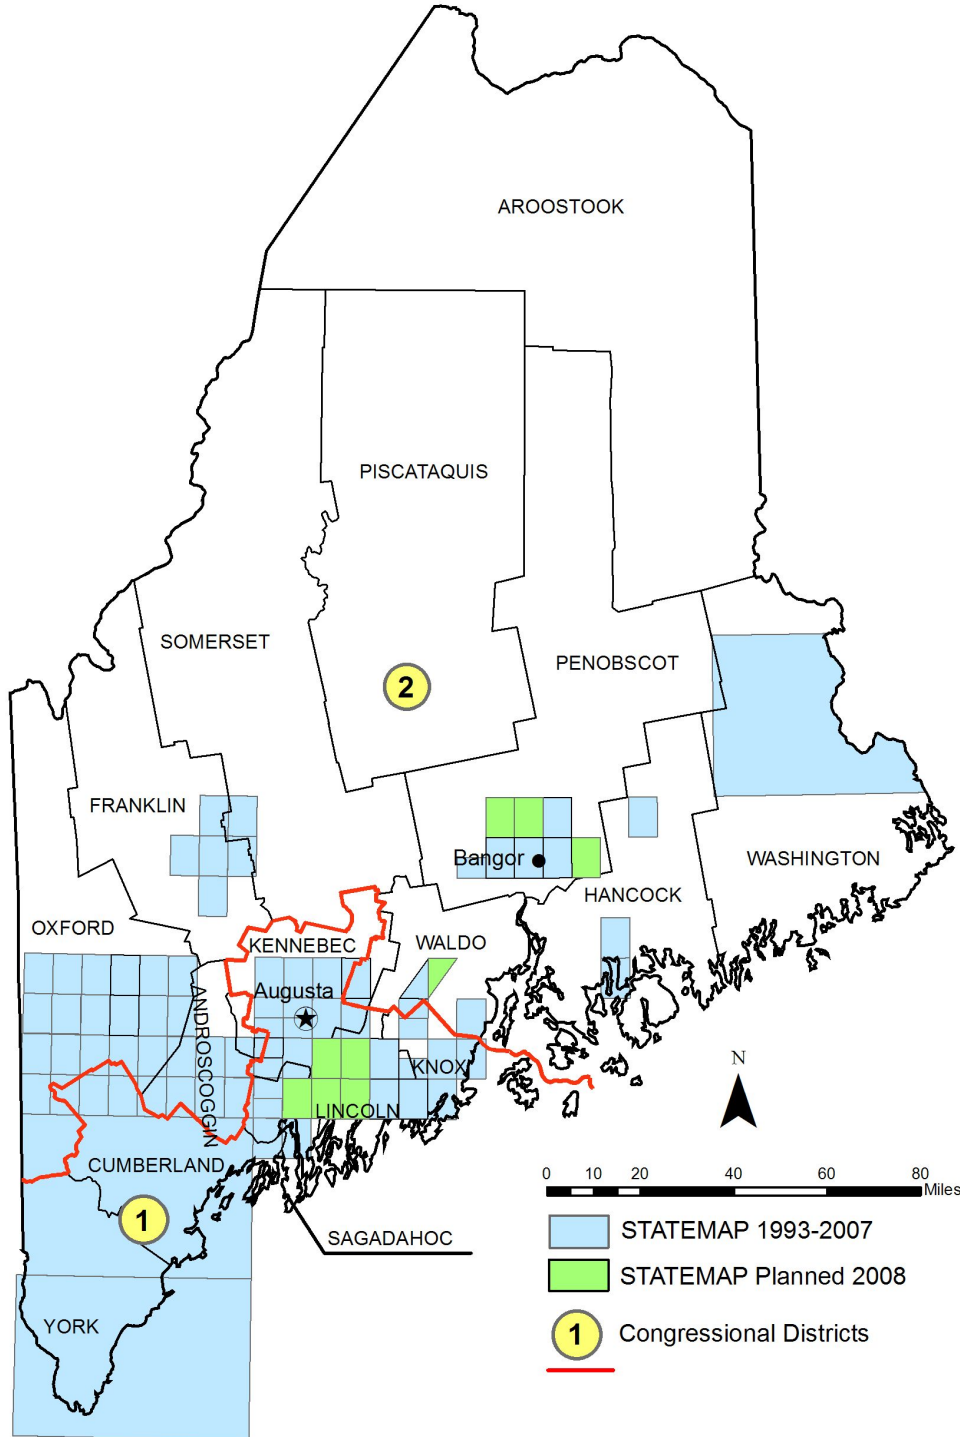 AROOSTOOK
PISCATAQUIS
SOMERSET
PENOBSCOT
2
FRANKLIN
Bangor
WASHINGTON
HANCOCK
OXFORD
KENNEBEC
WALDO
Augusta
ANDROSCOGGIN
KNOX
LINCOLN
CUMBERLAND
1
SAGADAHOC
YORK
N
0 10 20 40 60 80
Miles
STATEMAP 1993-2007
STATEMAP Planned 2008
1 Congressional Districts